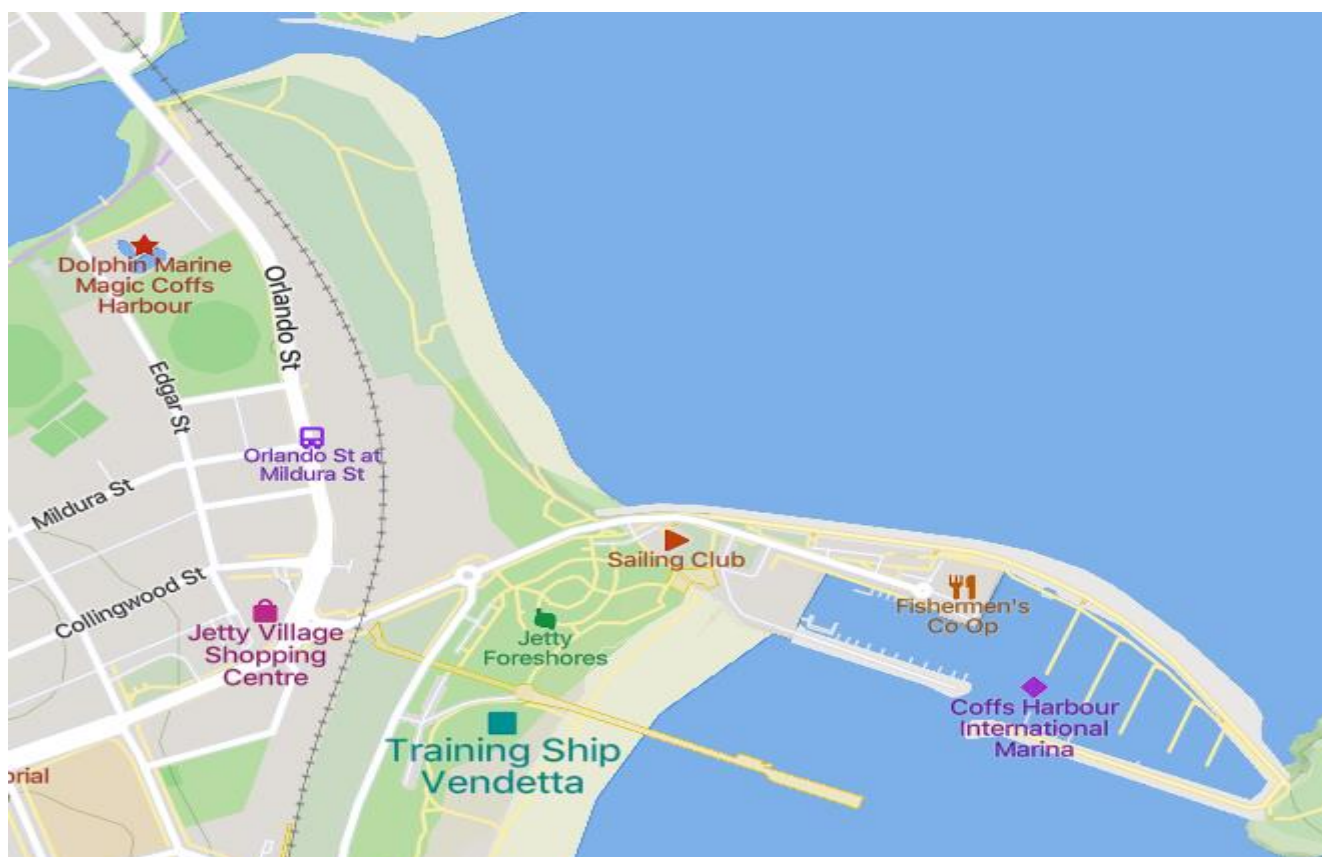 Dolphin Marine
Magic Coffs
Harbour
Orlando St
Edgar St
Orlando St at
Mildura St
Mildura St
Collingwood St
Jetty Village
Shopping
Centre
Sailing Club
Fishermen's
Co Op
Jetty
Foreshores
Coffs Harbour
International
Marina
Training Ship
Vendetta
orial